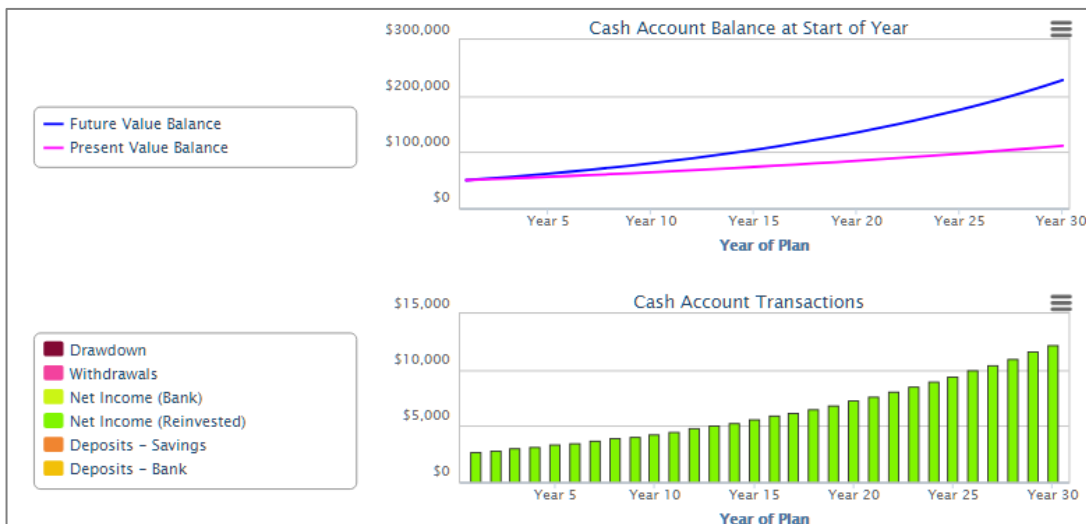 Cash Account Balance at Start of Year
$300,000
$200,000
$100,000
$0
Future Value Balance
Present Value Balance
Year 5
Year 10
Year 15
Year 20
Year 25
Year 30
Year of Plan
Cash Account Transactions
$15,000
$10,000
$5,000
$0
Drawdown
Withdrawals
Net Income (Bank)
Net Income (Reinvested)
Deposits – Savings
Deposits – Bank
Year 5
Year 10
Year 15
Year 20
Year 25
Year 30
Year of Plan